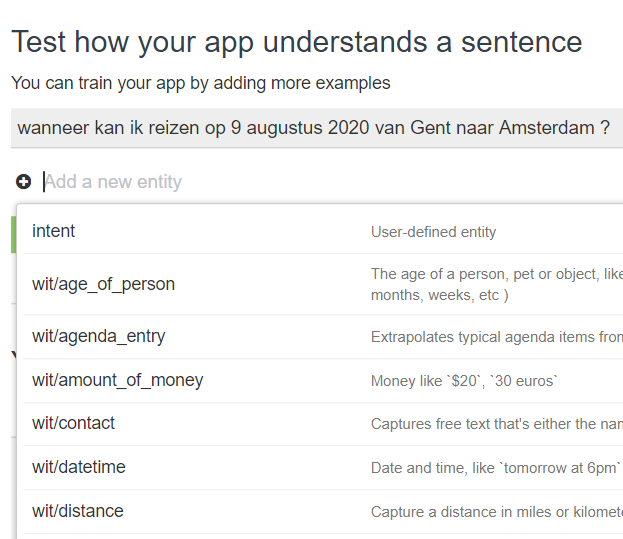 Test how your app understands a sentence
You can train your app by adding more examples
wanneer kan ik reizen op 9 augustus 2020 van Gent naar Amsterdam ?
Add a new entity
intent User-defined entity
wit/age_of_person The age of a person, pet or object, like
months, weeks, etc )
wit/agenda_entry Extrapolates typical agenda items from
wit/amount_of_money Money like `$20`, `30 euros`
wit/contact Captures free text that's either the nam
wit/datetime Date and time, like `tomorrow at 6pm`
wit/distance Capture a distance in miles or kilomete